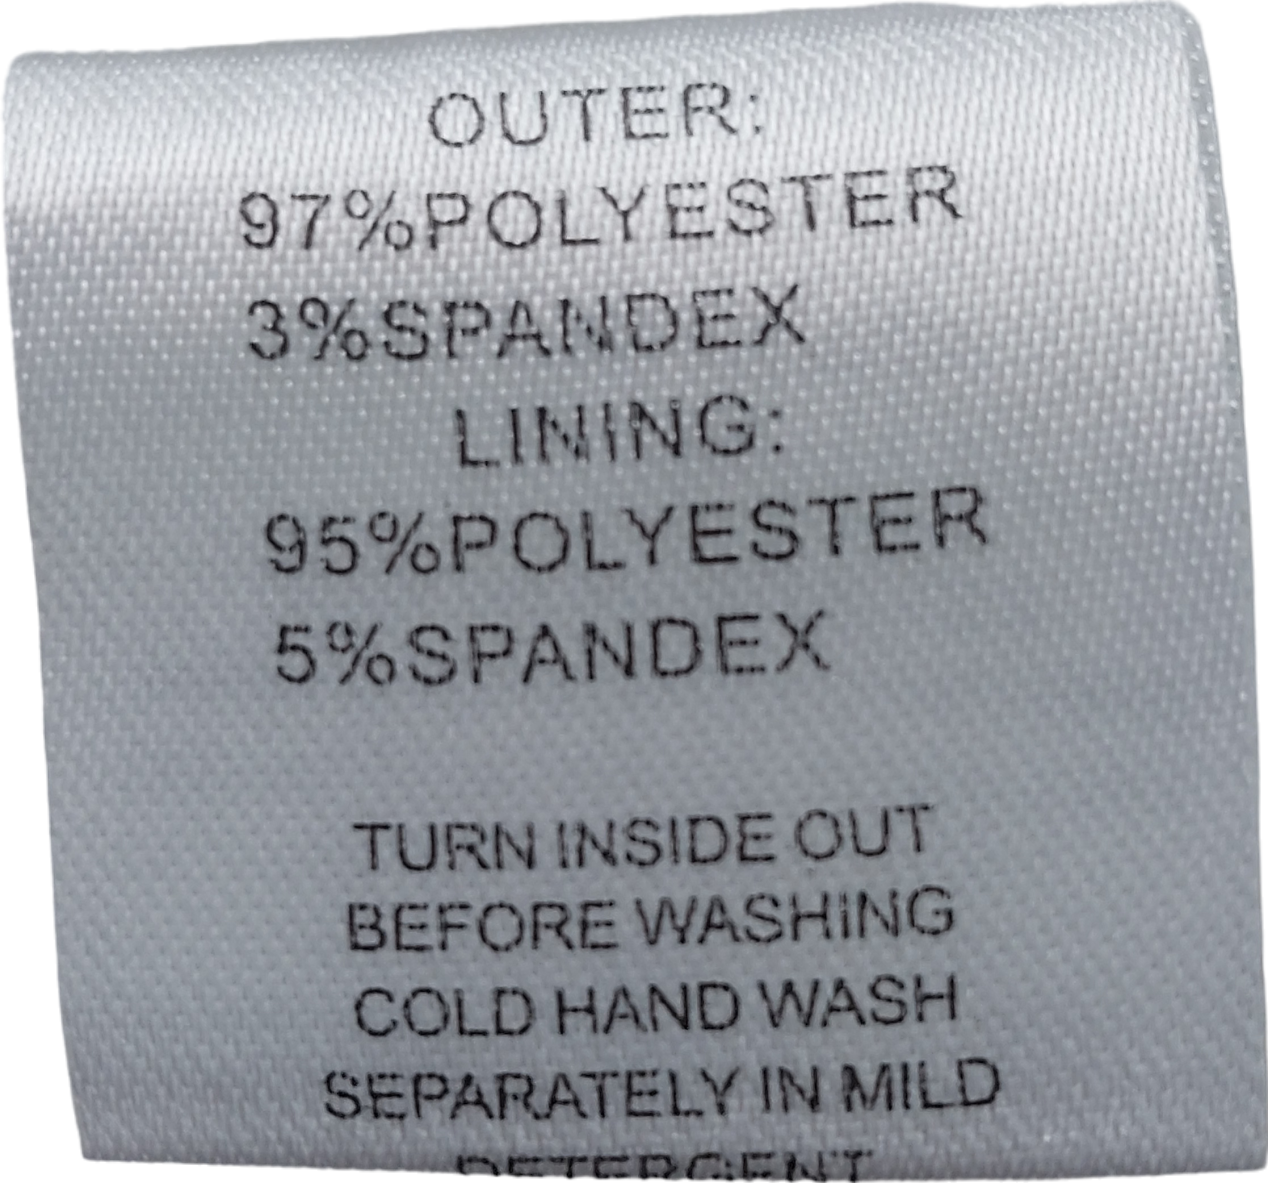 OUTER:
97%POLYESTER
3%SPANDEX
LINING:
95%POLYESTER
5%SPANDEX
TURN INSIDE OUT
BEFORE WASHING
COLD HAND WASH
SEPARATELY IN MILD
DETERGENT